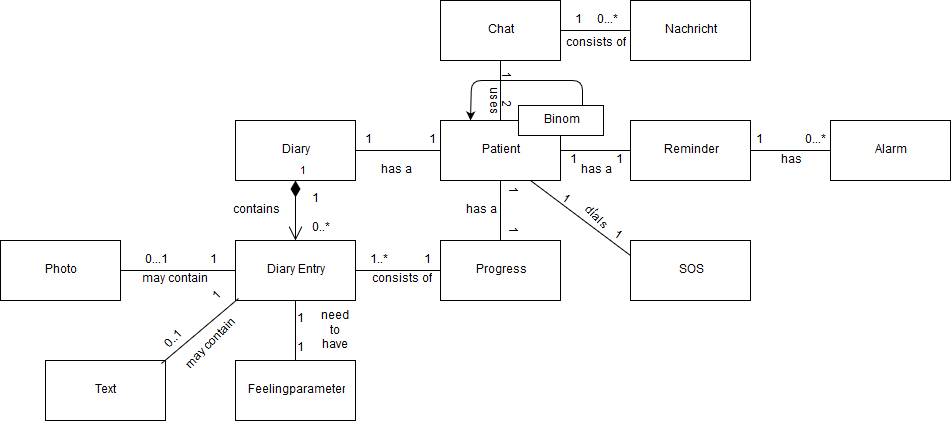 Chat
1 0...*
consists of
Nachricht
1
uses
2
Binom
Diary
1
1 1
has a
Patient
1 1
has a
Reminder
1 0...*
has
Alarm
contains
1
0..*
1
has a
1
1
dials
1
Photo
0...1 1
may contain
Diary Entry
1..* 1
consists of
Progress
SOS
1
0..1
may contain
1
1
need
to
have
Text
Feelingparameter